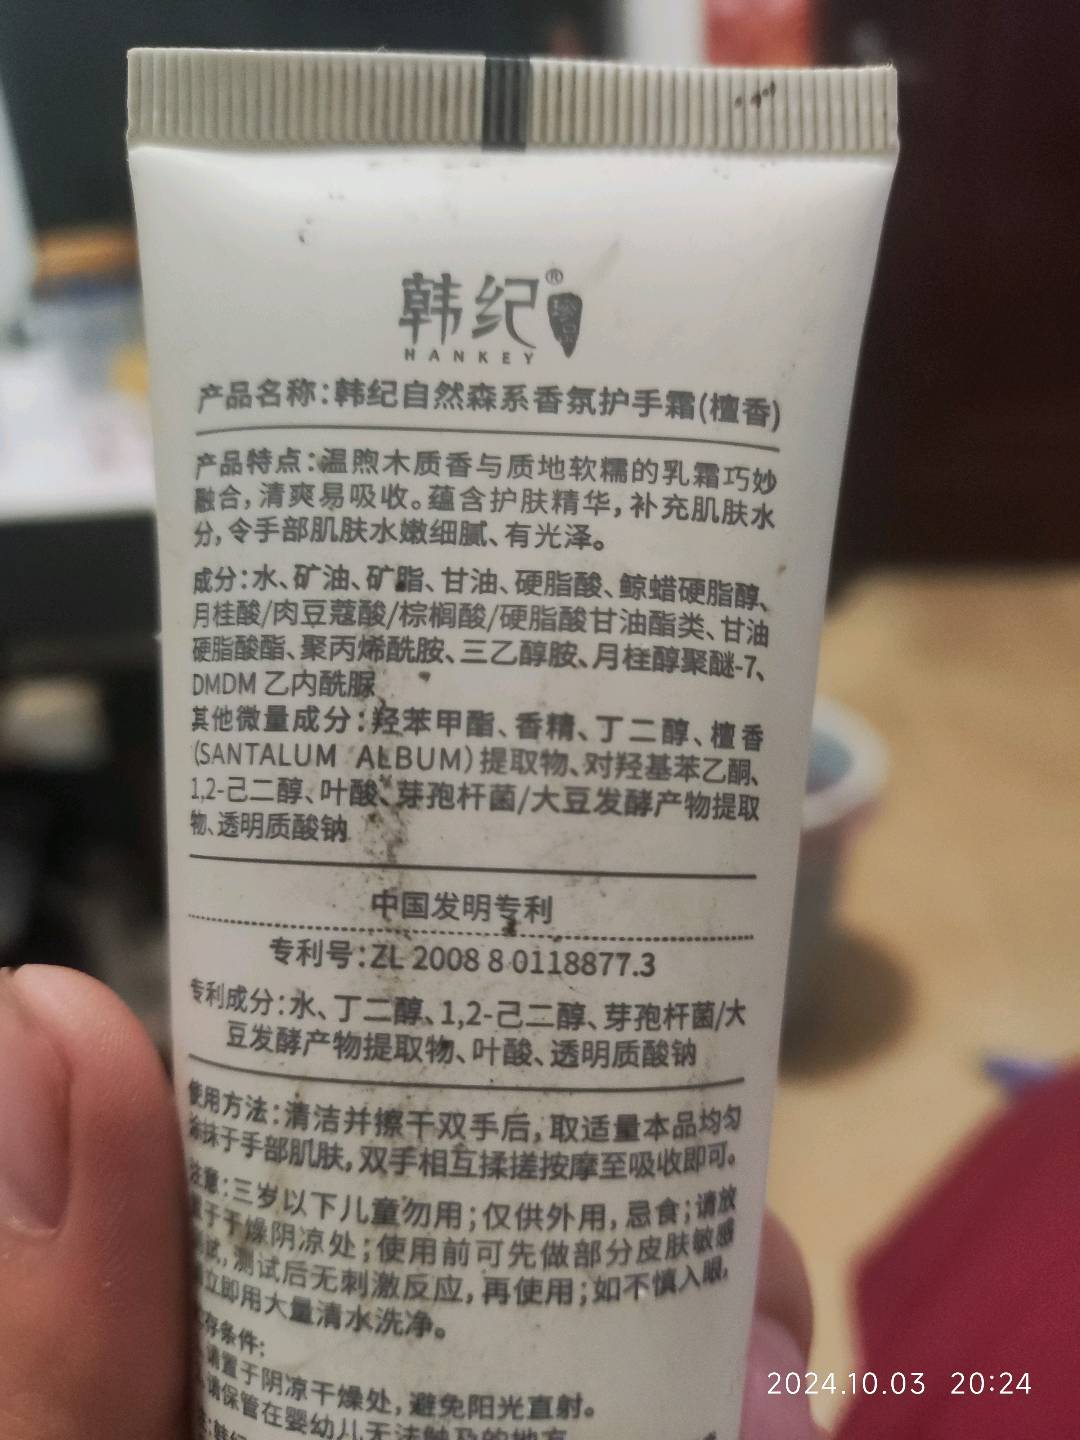 韩纪®
HANKEY
产品名称:韩纪自然森系香氛护手霜(檀香)
产品特点:温煦木质香与质地软糯的乳霜巧妙
融合,清爽易吸收。蕴含护肤精华,补充肌肤水
分,令手部肌肤水嫩细腻、有光泽。
成分:水、矿油、矿脂、甘油、硬脂酸、鲸蜡硬脂醇、
月桂酸/肉豆蔻酸/棕榈酸/硬脂酸甘油酯类、甘油
硬脂酸酯、聚丙烯酰胺、三乙醇胺、月桂醇聚醚-7、
DMDM 乙内酰脲
其他微量成分:羟苯甲酯、香精、丁二醇、檀香
(SANTALUM ALBUM)提取物、对羟基苯乙酮、
1,2-己二醇、叶酸、芽孢杆菌/大豆发酵产物提取
物、透明质酸钠
中国发明专利
专利号:ZL 2008 8 0118877.3
专利成分:水、丁二醇、1,2-己二醇、芽孢杆菌/大
豆发酵产物提取物、叶酸、透明质酸钠
使用方法:清洁并擦干双手后,取适量本品均匀
涂抹于手部肌肤,双手相互揉搓按摩至吸收即可。
注意:三岁以下儿童勿用;仅供外用,忌食;请放
置于干燥阴凉处;使用前可先做部分皮肤敏感
测试,测试后无刺激反应,再使用;如不慎入眼,
立即用大量清水洗净。
存条件:
请置于阴凉干燥处,避免阳光直射。
请保管在婴幼儿无法触及的地方
2024.10.03 20:24